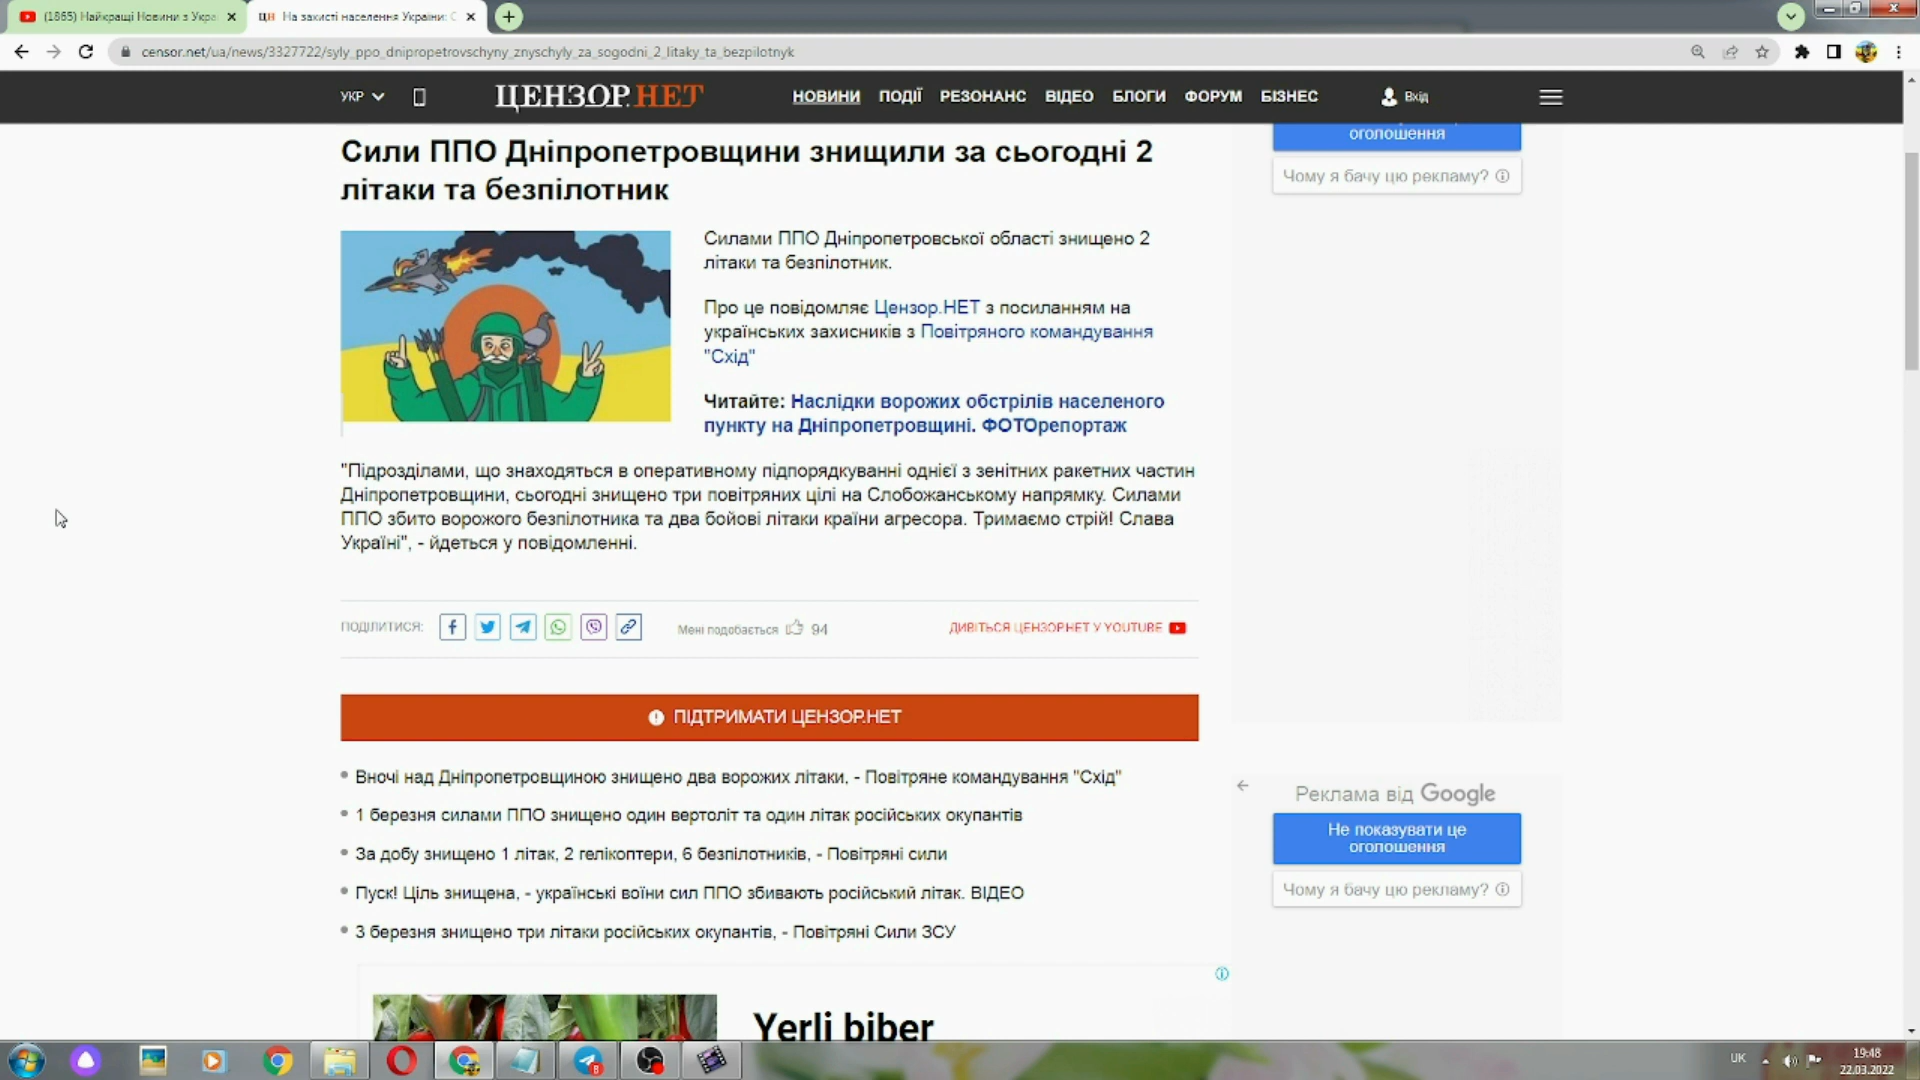 (1865) Найкращі Новини з Укра
На захисті населення України: С
censor.net/ua/news/3327722/syly_ppo_dnipropetrovschyny_znyschyly_za_sogodni_2_litaky_ta_bezpilotnyk
УКР
ЦЕНЗОР.НЕТ
НОВИНИ ПОДІЇ РЕЗОНАНС ВІДЕО БЛОГИ ФОРУМ БІЗНЕС
Вхід
Сили ППО Дніпропетровщини знищили за сьогодні 2
літаки та безпілотник
оголошення
Чому я бачу цю рекламу?
Силами ППО Дніпропетровської області знищено 2
літаки та безпілотник.
Про це повідомляє Цензор.НЕТ з посиланням на
українських захисників з Повітряного командування
"Схід"
Читайте: Наслідки ворожих обстрілів населеного
пункту на Дніпропетровщині. ФОТОрепортаж
"Підрозділами, що знаходяться в оперативному підпорядкуванні однієї з зенітних ракетних частин
Дніпропетровщини, сьогодні знищено три повітряних цілі на Слобожанському напрямку. Силами
ППО збито ворожого безпілотника та два бойові літаки країни агресора. Тримаємо стрій! Слава
Україні", - йдеться у повідомленні.
ПОДІЛИТИСЯ:
Мені подобається 94
ДИВІТЬСЯ ЦЕНЗОР.НЕТ У YOUTUBE
ПІДТРИМАТИ ЦЕНЗОР.НЕТ
Вночі над Дніпропетровщиною знищено два ворожих літаки, - Повітряне командування "Схід"
1 березня силами ППО знищено один вертоліт та один літак російських окупантів
За добу знищено 1 літак, 2 гелікоптери, 6 безпілотників, - Повітряні сили
Пуск! Ціль знищена, - українські воїни сил ППО збивають російський літак. ВІДЕО
3 березня знищено три літаки російських окупантів, - Повітряні Сили ЗСУ
Реклама від Google
Не показувати це
оголошення
Чому я бачу цю рекламу?
Yerli biber
8
UK
19:48
22.03.2022